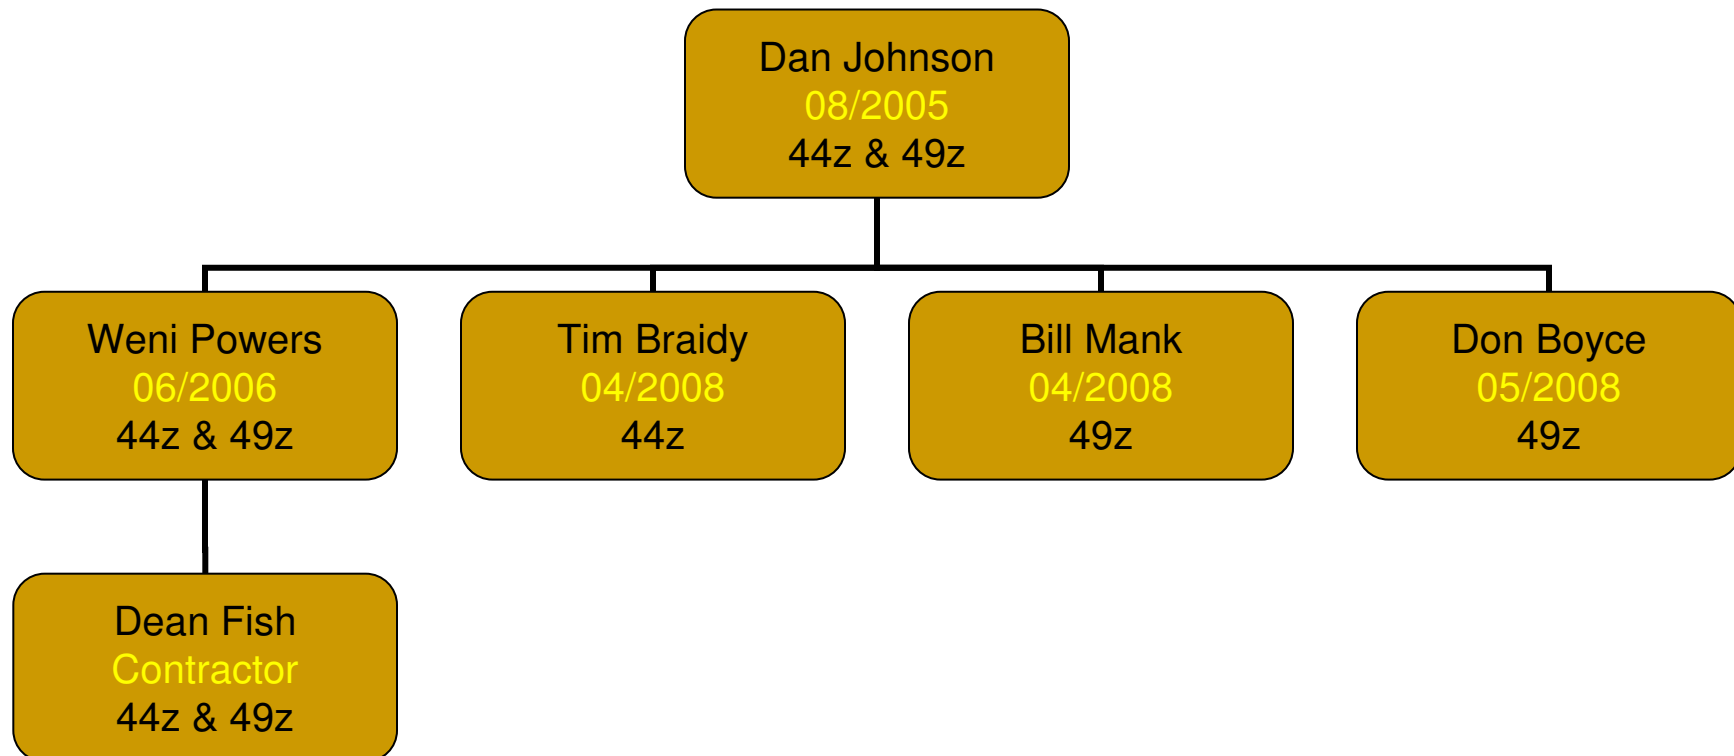 Dan Johnson
08/2005
44z & 49z
Weni Powers
06/2006
44z & 49z
Tim Braidy
04/2008
44z
Bill Mank
04/2008
49z
Don Boyce
05/2008
49z
Dean Fish
Contractor
44z & 49z